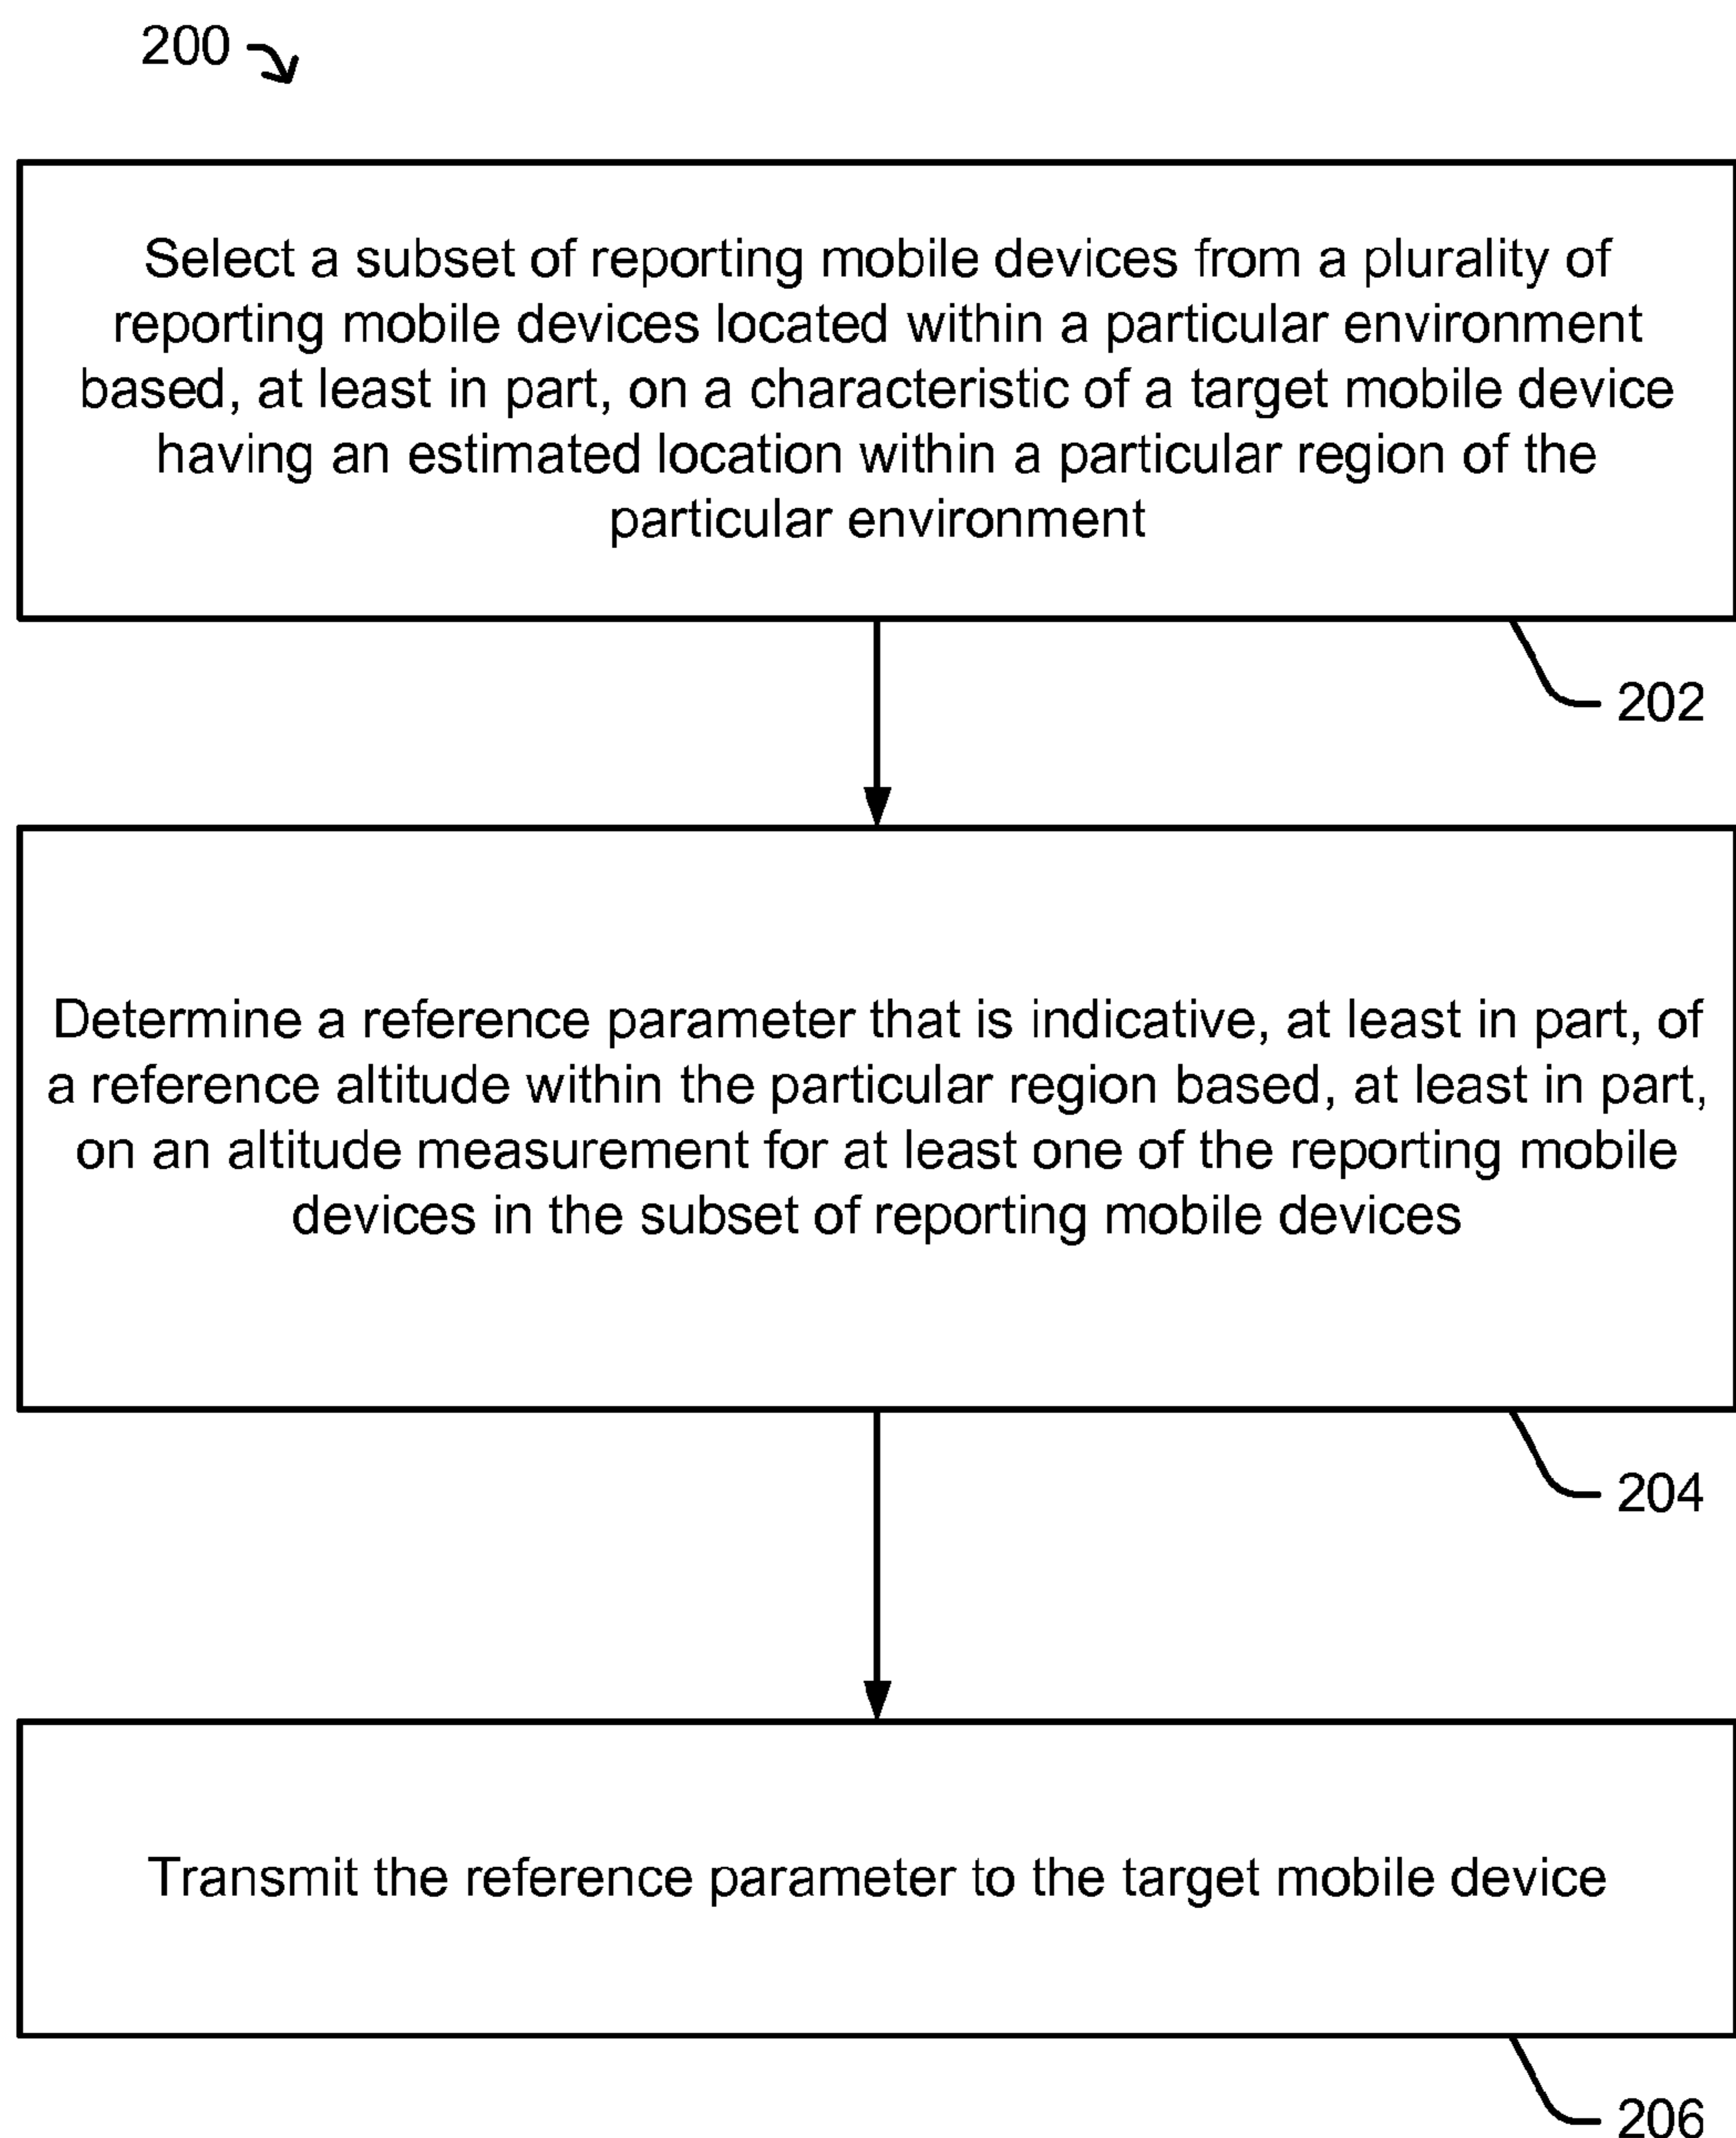 200
Select a subset of reporting mobile devices from a plurality of
reporting mobile devices located within a particular environment
based, at least in part, on a characteristic of a target mobile device
having an estimated location within a particular region of the
particular environment
202
Determine a reference parameter that is indicative, at least in part, of
a reference altitude within the particular region based, at least in part,
on an altitude measurement for at least one of the reporting mobile
devices in the subset of reporting mobile devices
204
Transmit the reference parameter to the target mobile device
206